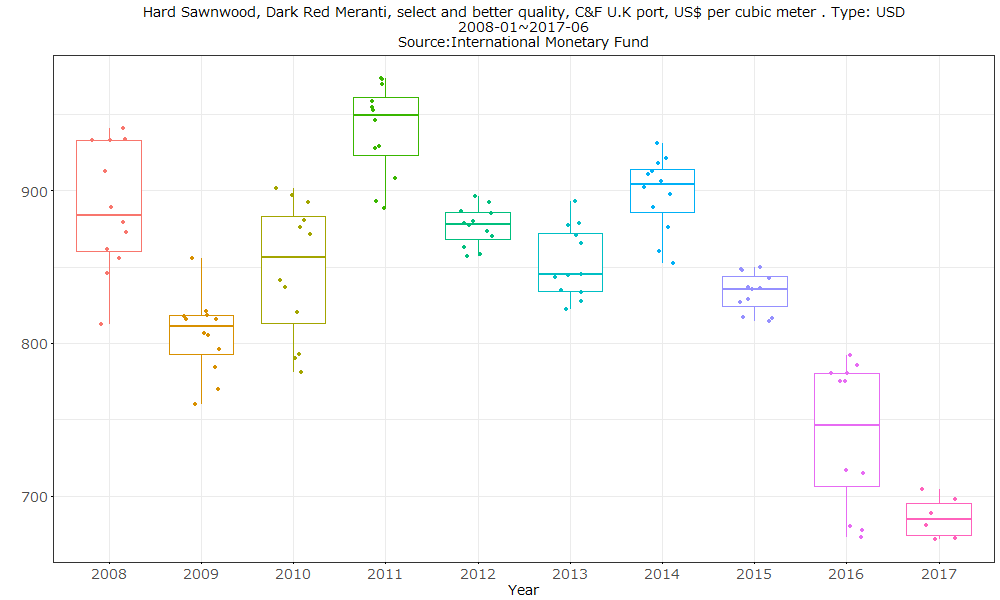 Hard Sawnwood, Dark Red Meranti, select and better quality, C&F U.K port, US$ per cubic meter . Type: USD
2008-01~2017-06
Source:International Monetary Fund
900
800
700
2008 2009 2010 2011 2012 2013 2014 2015 2016 2017
Year